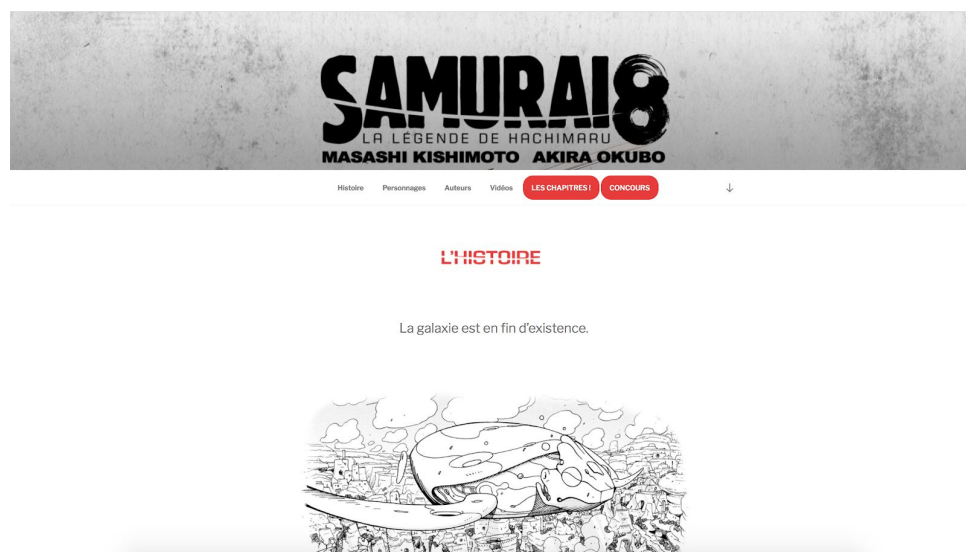 SAMURAI8
LA LÉGENDE DE HACHIMARU
MASASHI KISHIMOTO AKIRA OKUBO
Histoire Personnages Auteurs Vidéos LES CHAPITRES ! CONCOURS
L'HISTOIRE
La galaxie est en fin d'existence.